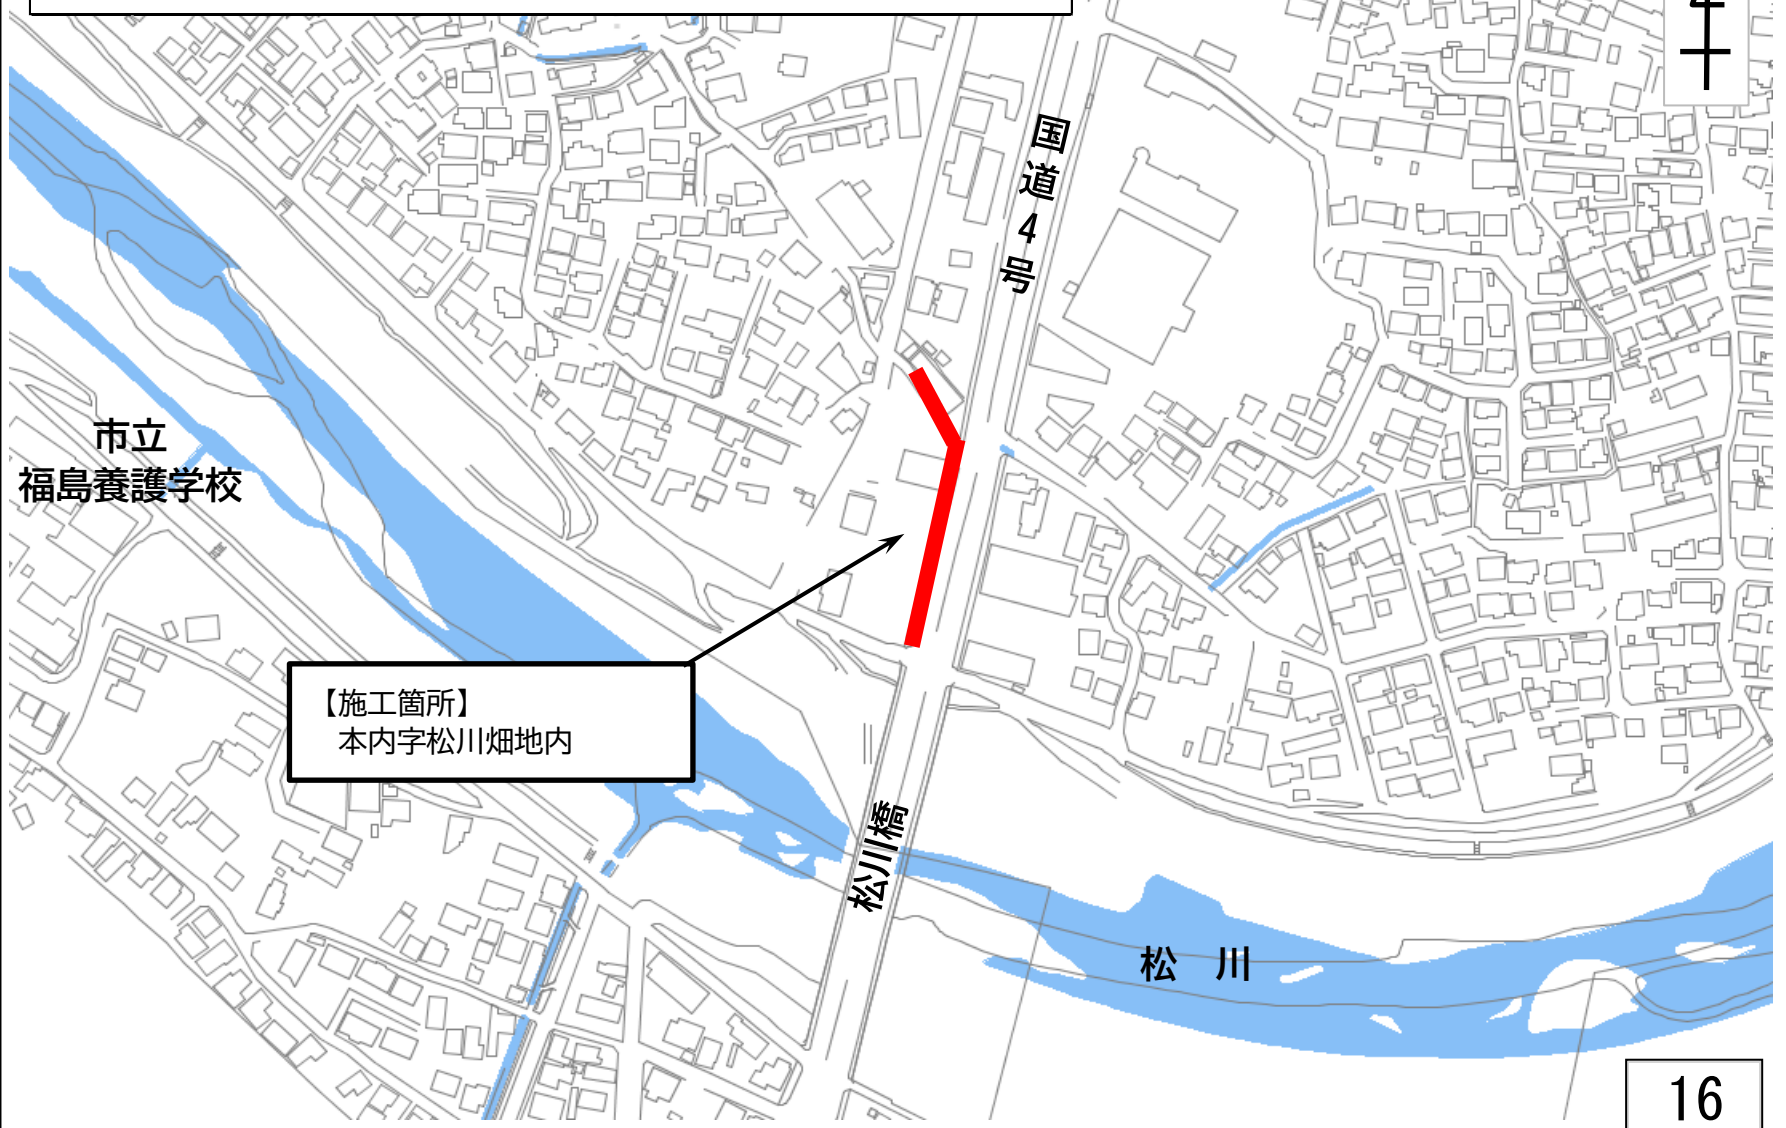 国道4号
市立
福島養護学校
【施工箇所】
本内字松川畑地内
松川橋
松　川
16